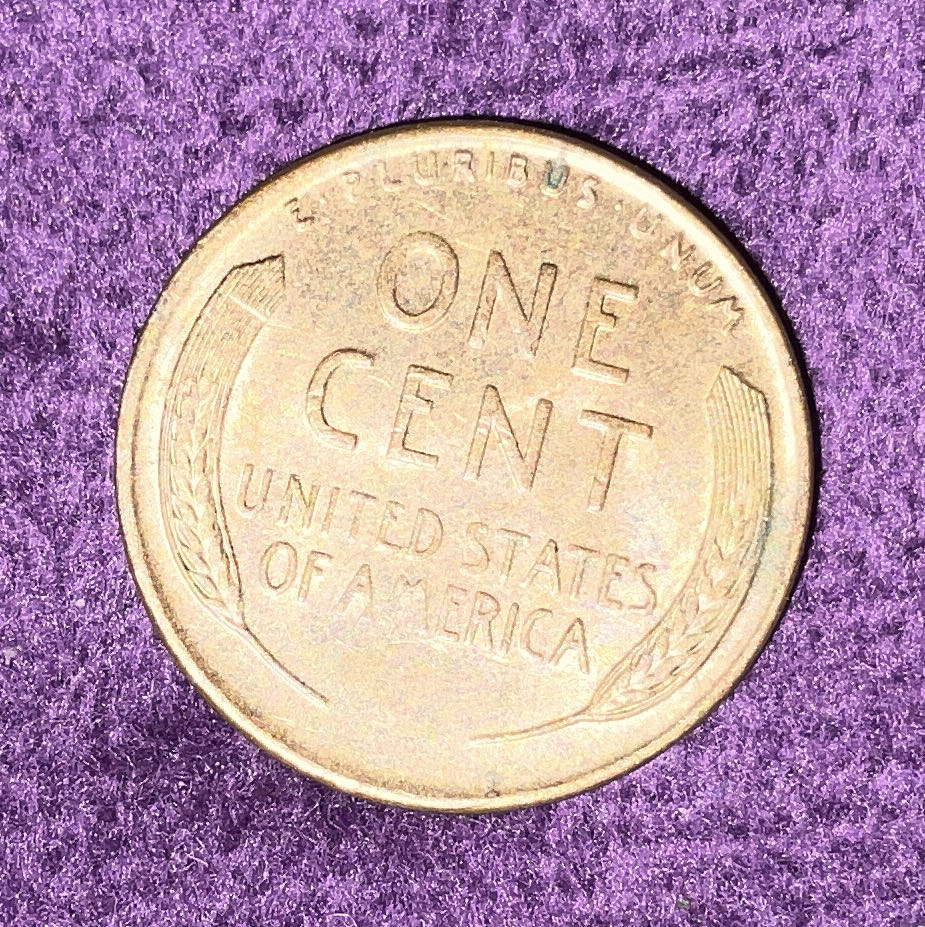 E·PLURIBUS·UNUM
ONE
CENT
UNITED STATES
OF AMERICA